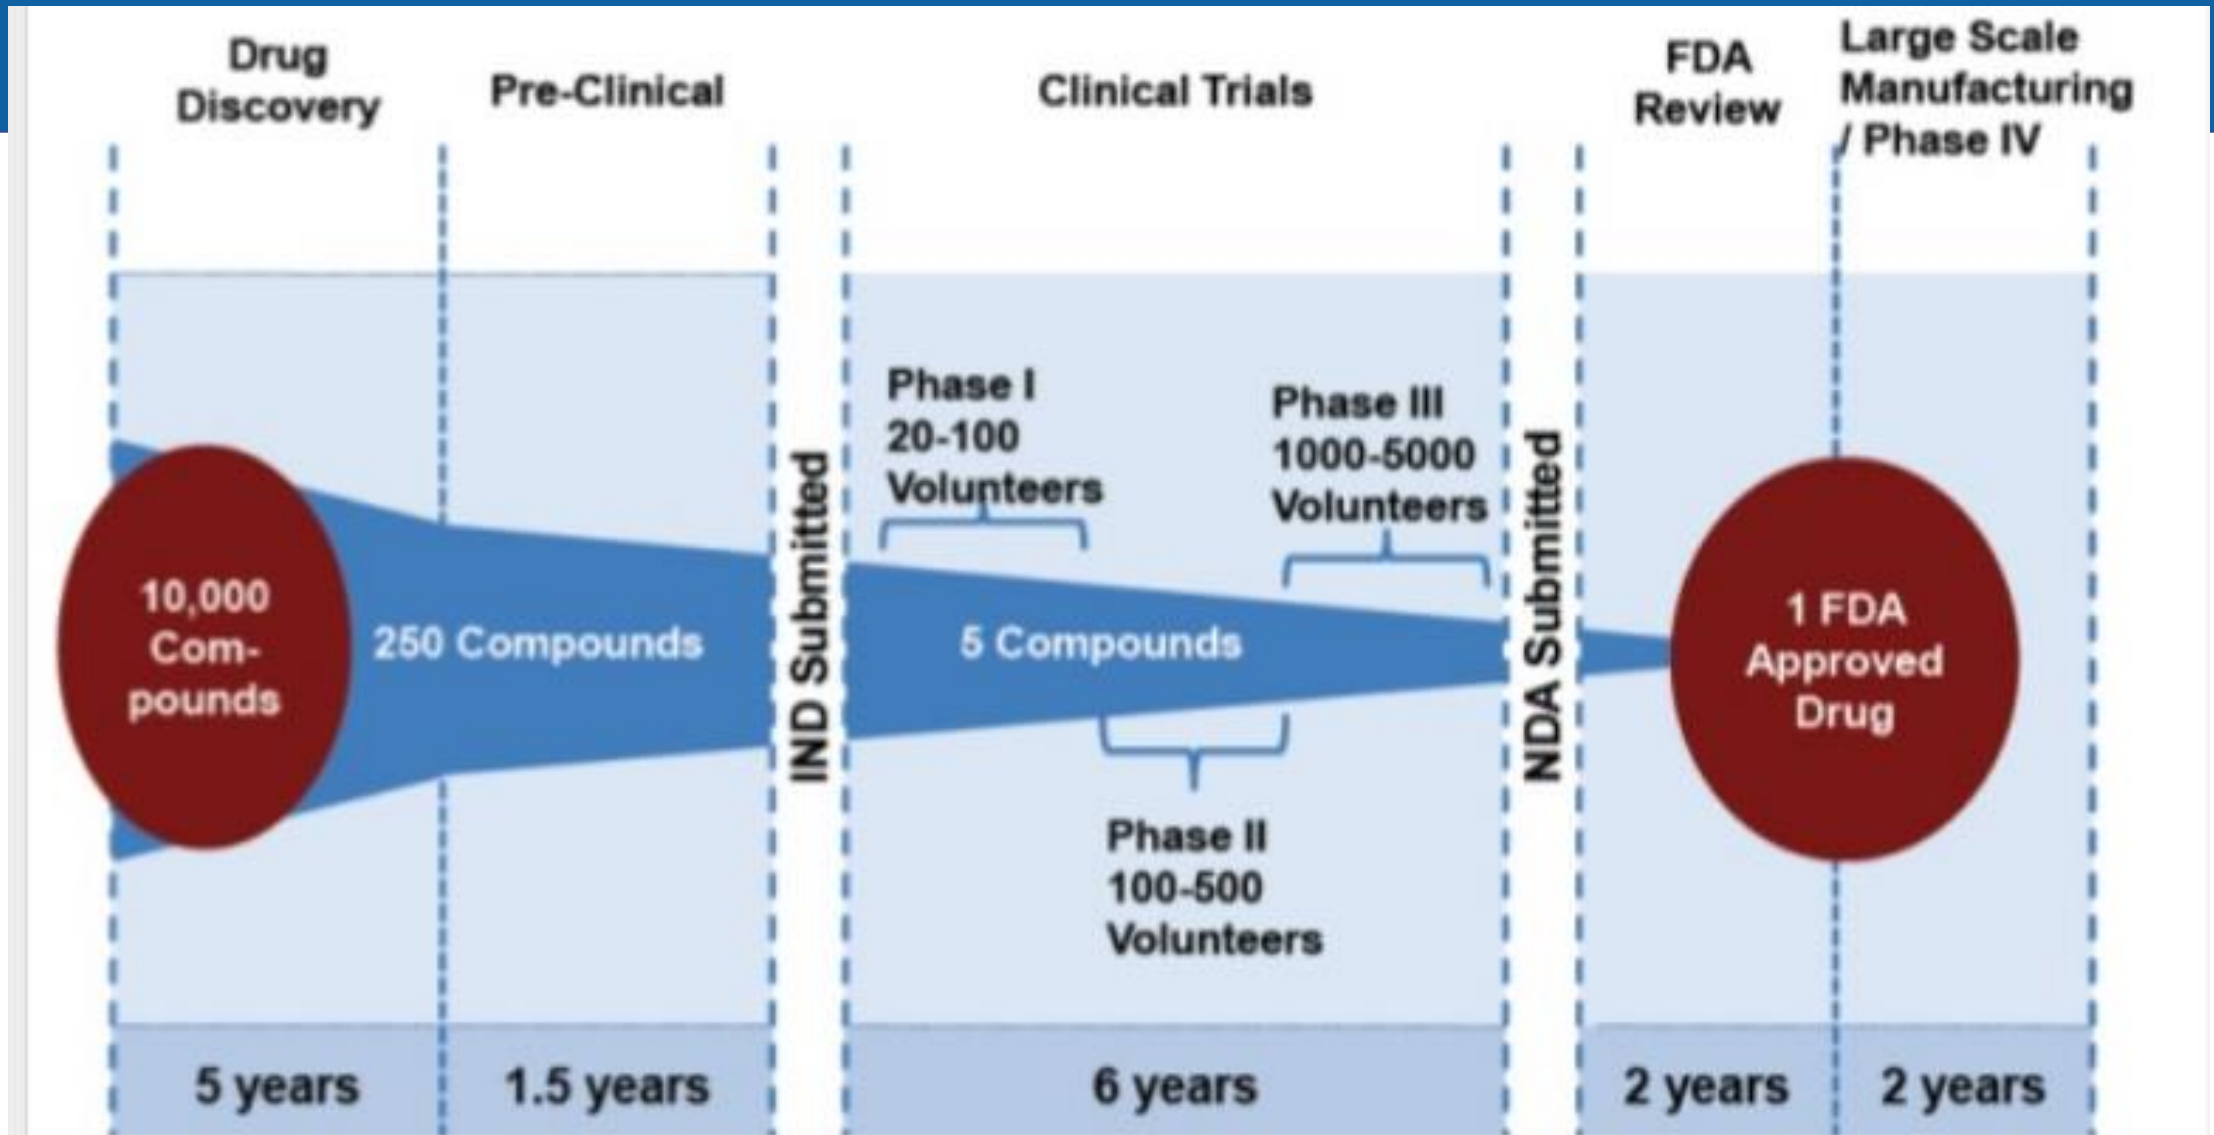 Drug
Discovery
Pre-Clinical
Clinical Trials
FDA
Review
Large Scale
Manufacturing
/ Phase IV
10,000
Com-
pounds
250 Compounds
IND Submitted
Phase I
20-100
Volunteers
5 Compounds
Phase II
100-500
Volunteers
Phase III
1000-5000
Volunteers
NDA Submitted
1 FDA
Approved
Drug
5 years
1.5 years
6 years
2 years
2 years